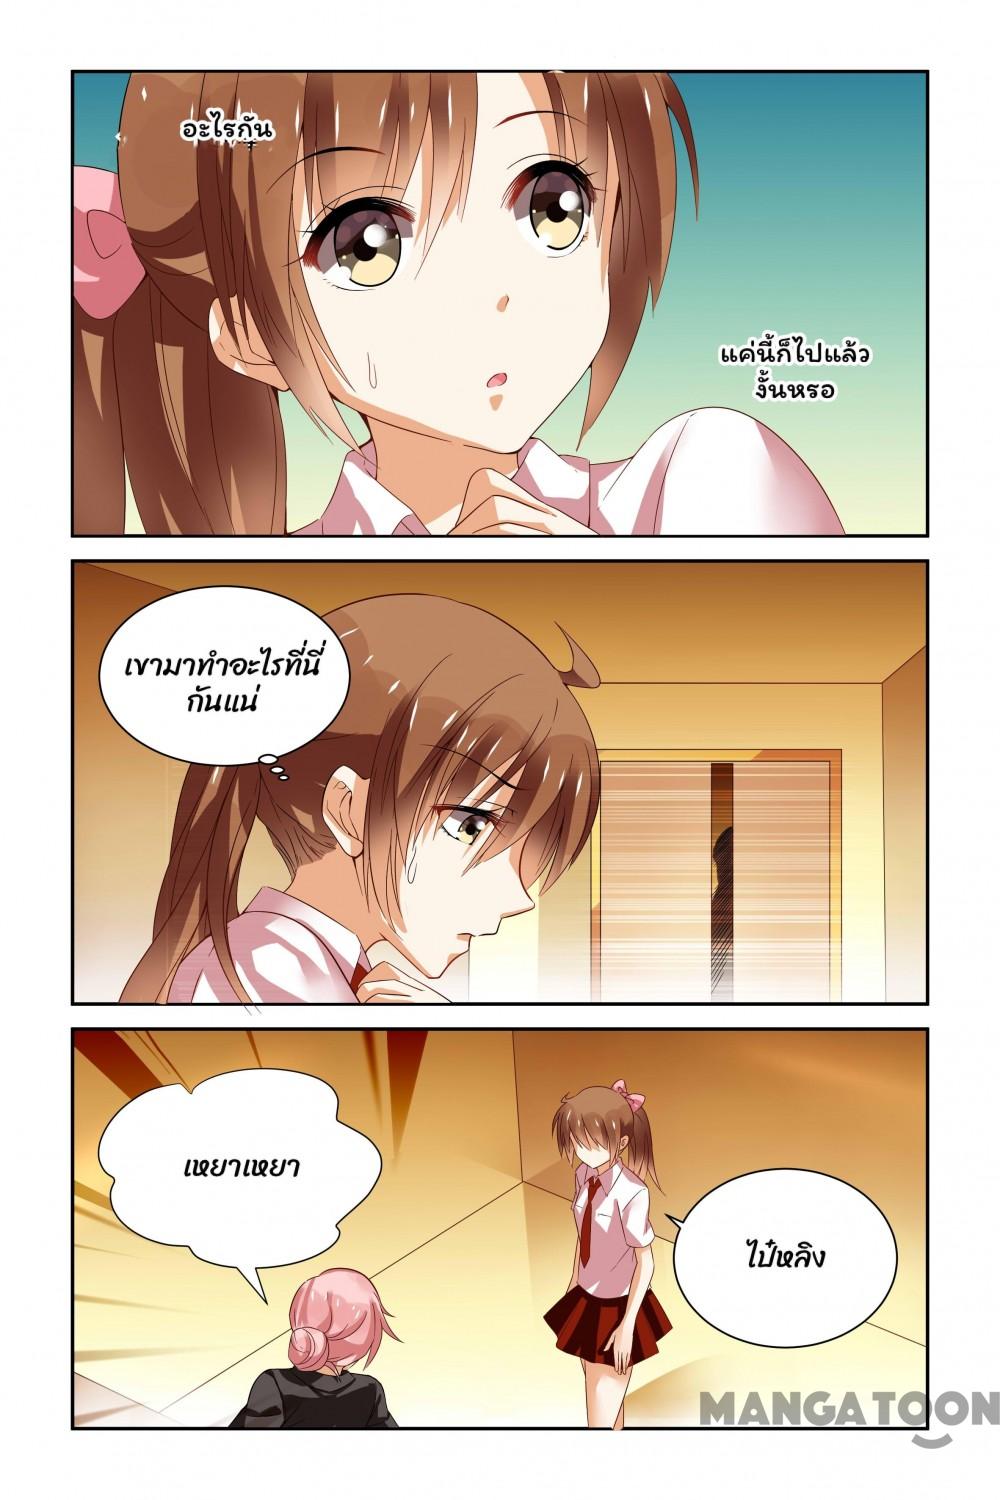 อะไรกัน
แค่นี้ก็ไปแล้ว
งั้นหรอ
เขามาทำอะไรที่นี่
กันแน่
เหยาเหยา
ไป๋หลิง
MANGATOON